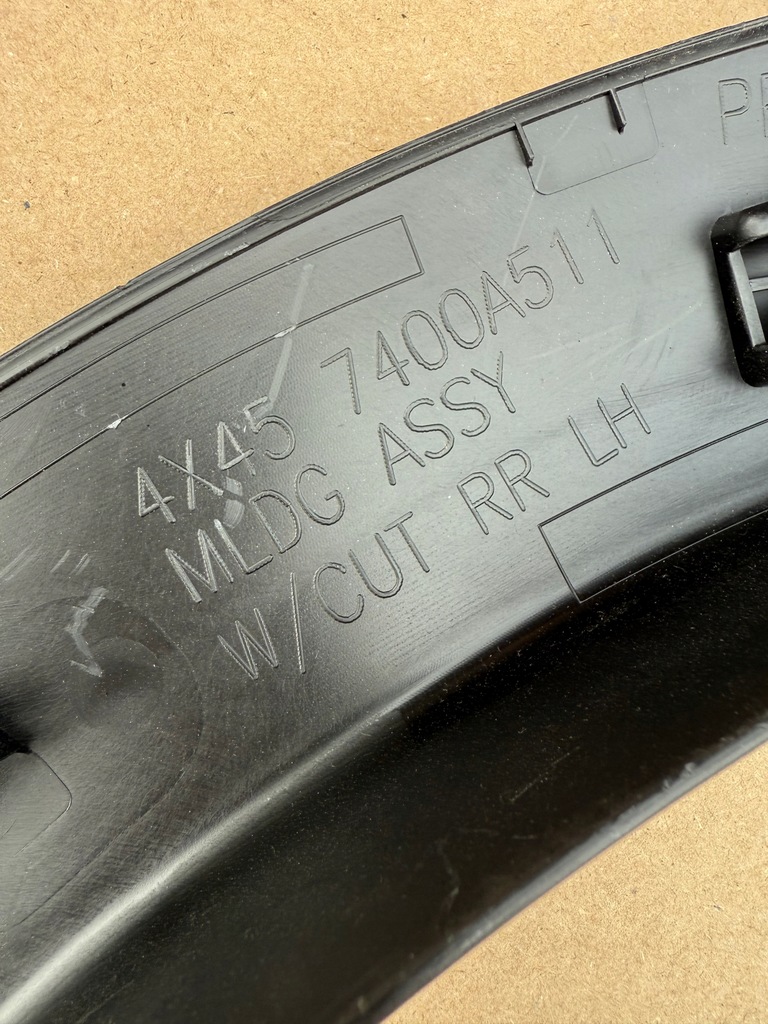 4X45 7400A511
MLDG ASSY
W/CUT RR LH